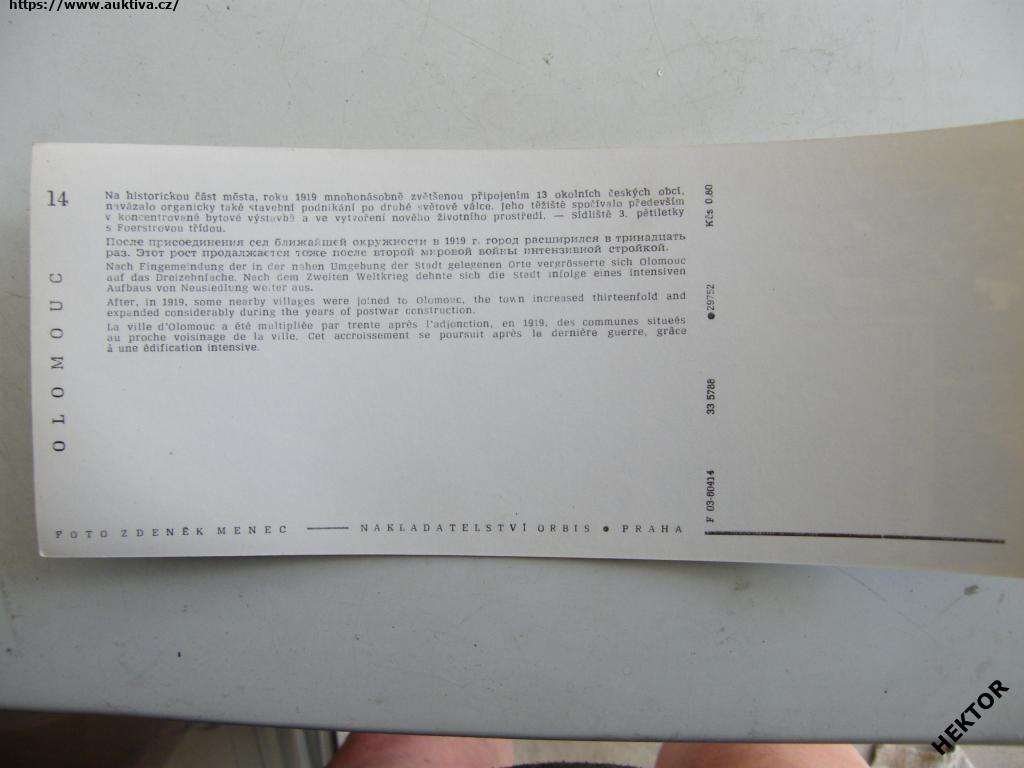 https://www.auktiva.cz/
14
Na historickou část města, roku 1919 mnohonásobně zvětšenou připojením 13 okolních českých obcí,
navázalo organicky také stavební podnikání po druhé světové válce. Jeho těžiště spočívalo především
v koncentrované bytové výstavbě a ve vytvoření nového životního prostředí. — Sídliště 3. pětiletky
s Foerstrovou třídou.
После присоединения сел ближайшей окружности в 1919 г. город расширился в тринадцать
раз. Этот рост продолжается тоже после второй мировой войны интензивной стройкой.
Nach Eingemeindung der in der nahen Umgebung der Stadt gelegenen Orte vergrösserte sich Olomouc
auf das Dreizehnfache. Nach dem Zweiten Weltkrieg dehnte sich die Stadt infolge eines intensiven
Aufbaus von Neusiedlung weiter aus.
After, in 1919, some nearby villages were joined to Olomouc, the town increased thirteenfold and
expanded considerably during the years of postwar construction.
La ville d'Olomouc a été multipliée par trente après l'adjonction, en 1919, des communes situeés
au proche voisinage de la ville. Cet accroissement se poursuit après la dernière guerre, grâce
à une édification intensive.
OLOMOUC
FOTO ZDENĚK MENEC — NAKLADATELSTVÍ ORBIS ● PRAHA
F 03-60414 33 5788 ● 29752 Kčs 0.80
HEKTOR